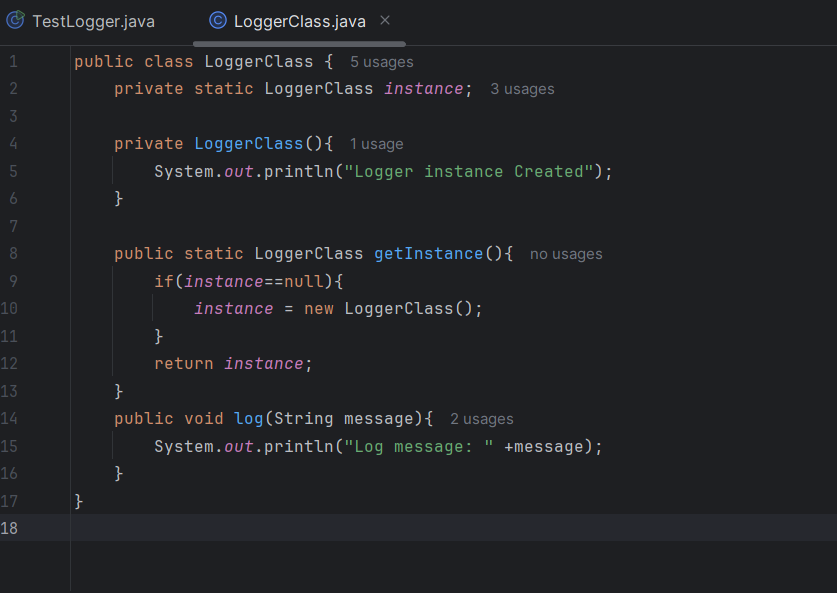 TestLogger.java LoggerClass.java
1 public class LoggerClass { 5 usages
2 private static LoggerClass instance; 3 usages
3
4 private LoggerClass(){ 1 usage
5 System.out.println("Logger instance Created");
6 }
7
8 public static LoggerClass getInstance(){ no usages
9 if(instance==null){
10 instance = new LoggerClass();
11 }
12 return instance;
13 }
14 public void log(String message){ 2 usages
15 System.out.println("Log message: " +message);
16 }
17 }
18